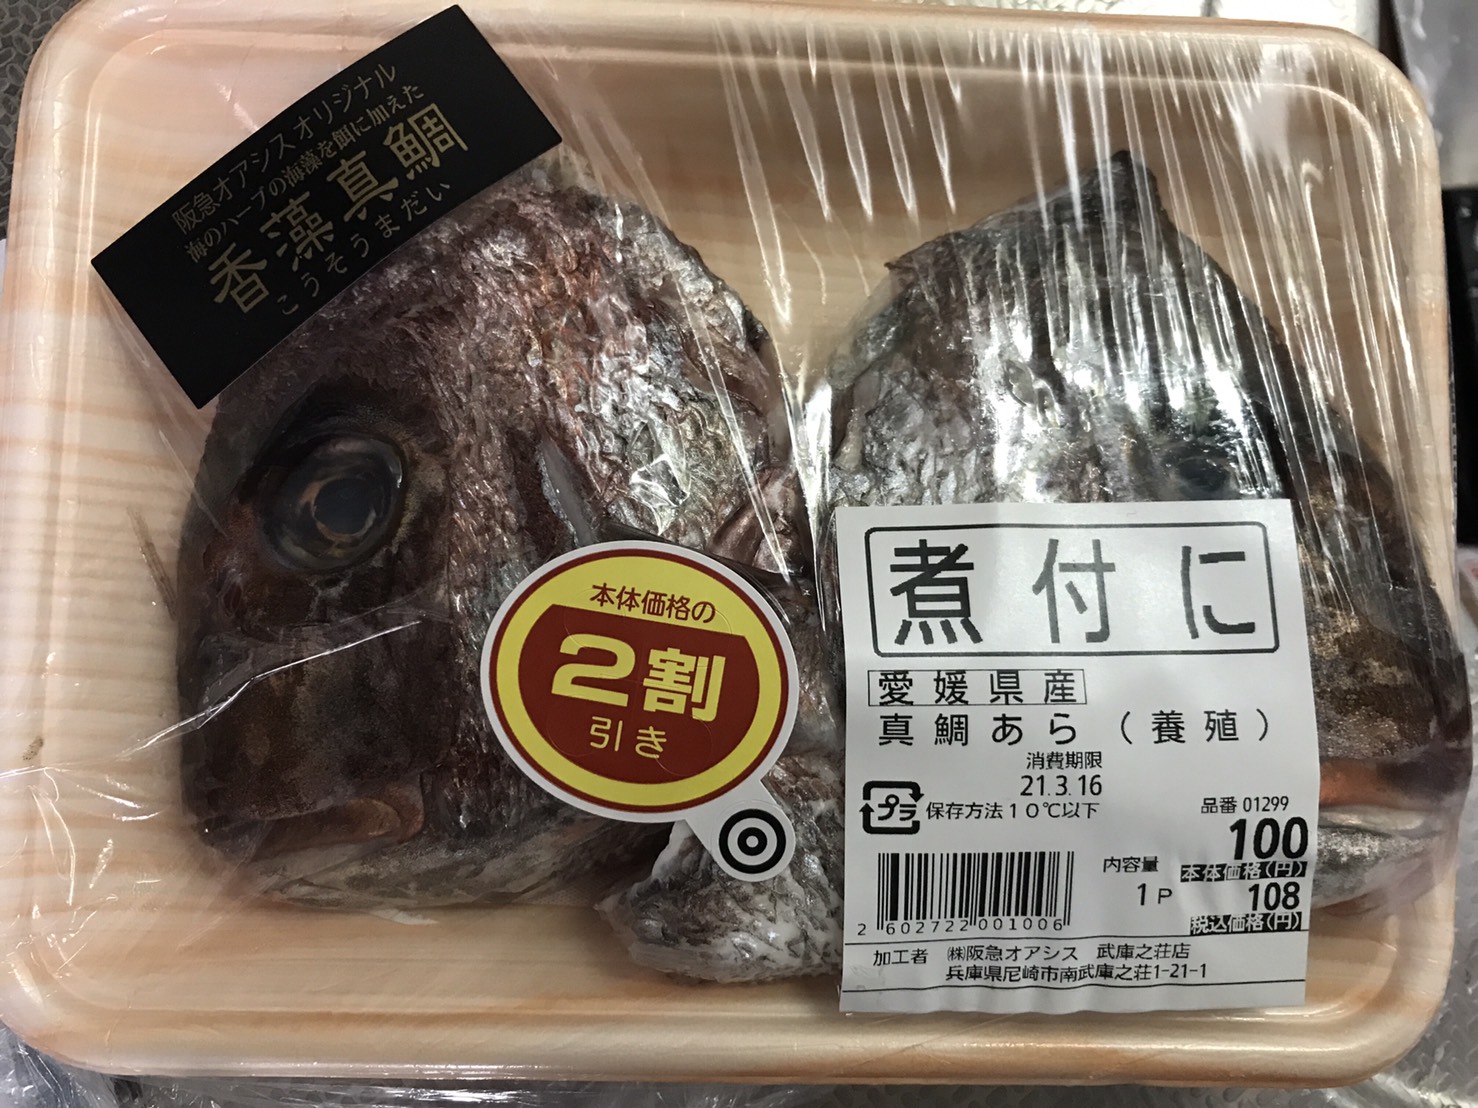 阪急オアシスオリジナル
海のハーブの海藻を餌に加えた
香藻真鯛
こうそうまだい
本体価格の
2割
引き
煮付に
愛媛県産
真鯛あら(養殖)
消費期限
21.3.16
プラ
保存方法10℃以下
品番 01299
100
本体価格(円)
内容量
1P
108
税込価格(円)
2 602722 001006
加工者 ㈱阪急オアシス 武庫之荘店
兵庫県尼崎市南武庫之荘1-21-1